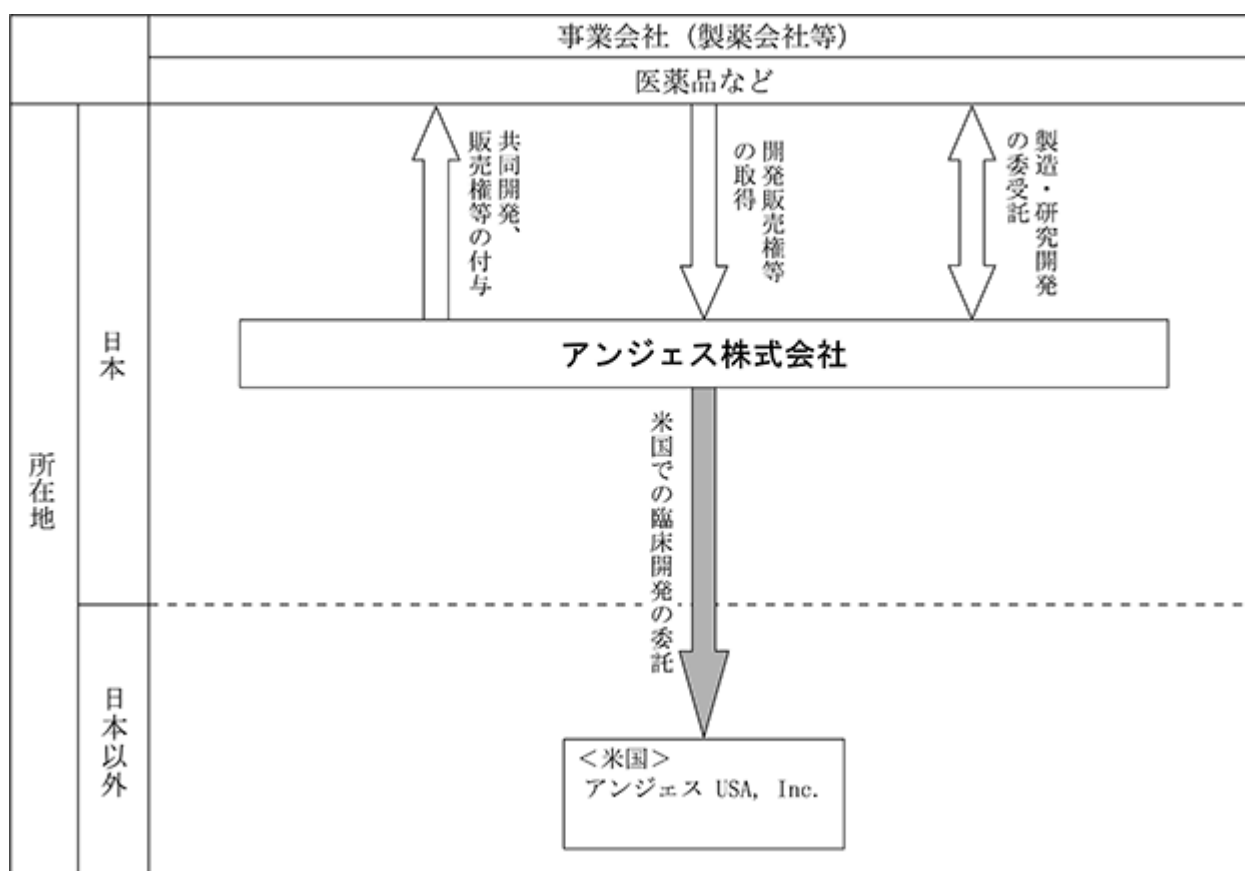 事業会社（製薬会社等）
医薬品など
共同開発、
販売権等の付与
開発販売権等
の取得
製造・研究開発
の委受託
所在地
日本
アンジェス株式会社
米国での臨床開発の委託
日本以外
＜米国＞
アンジェス USA, Inc.